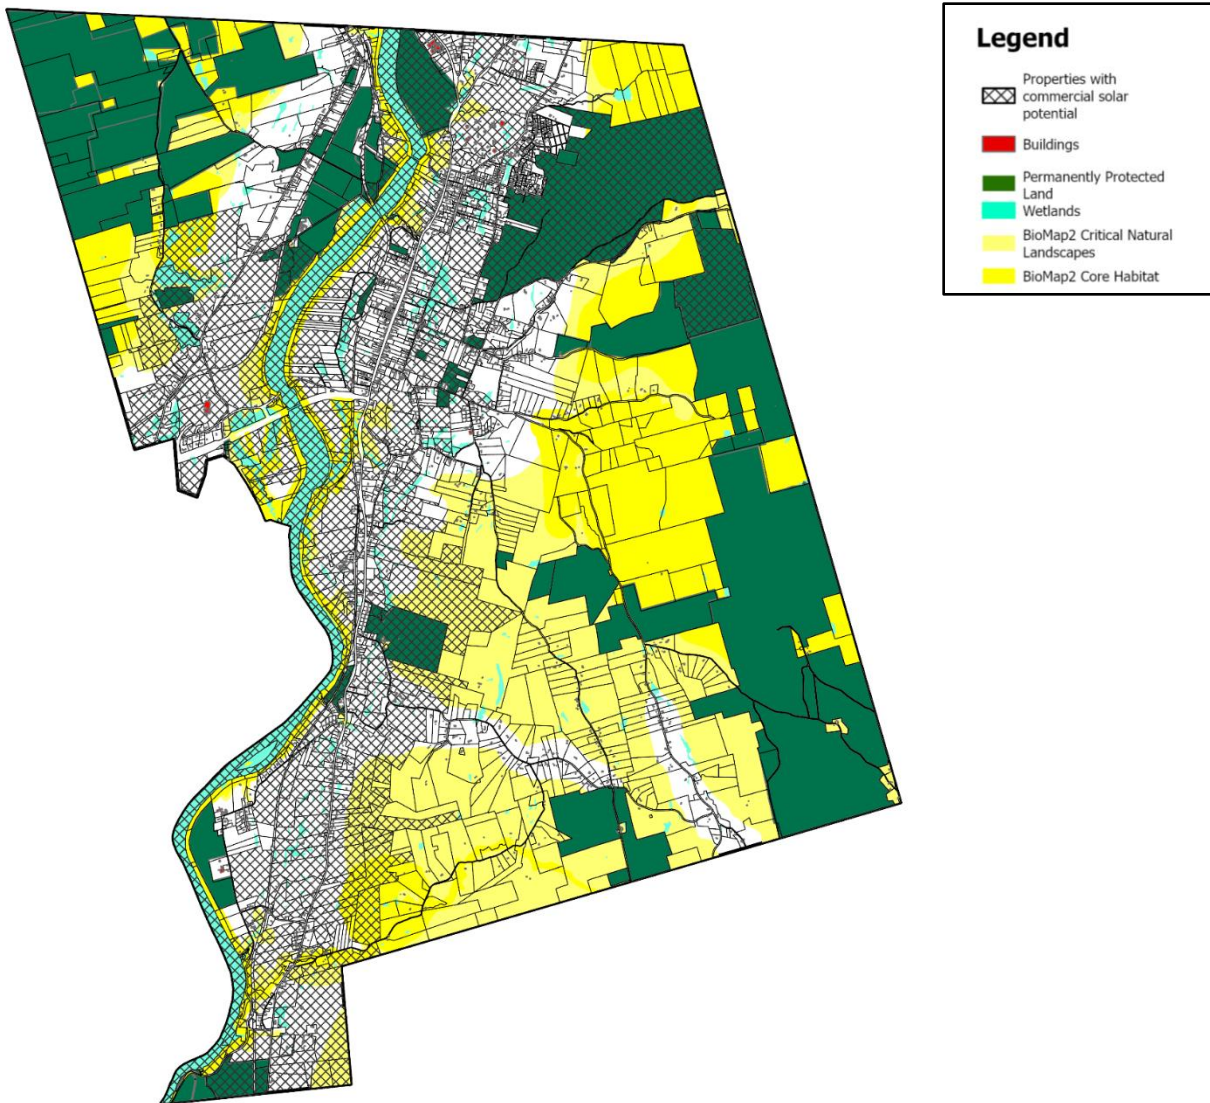 Legend
Properties with
commercial solar
potential
Buildings
Permanently Protected
Land
Wetlands
BioMap2 Critical Natural
Landscapes
BioMap2 Core Habitat